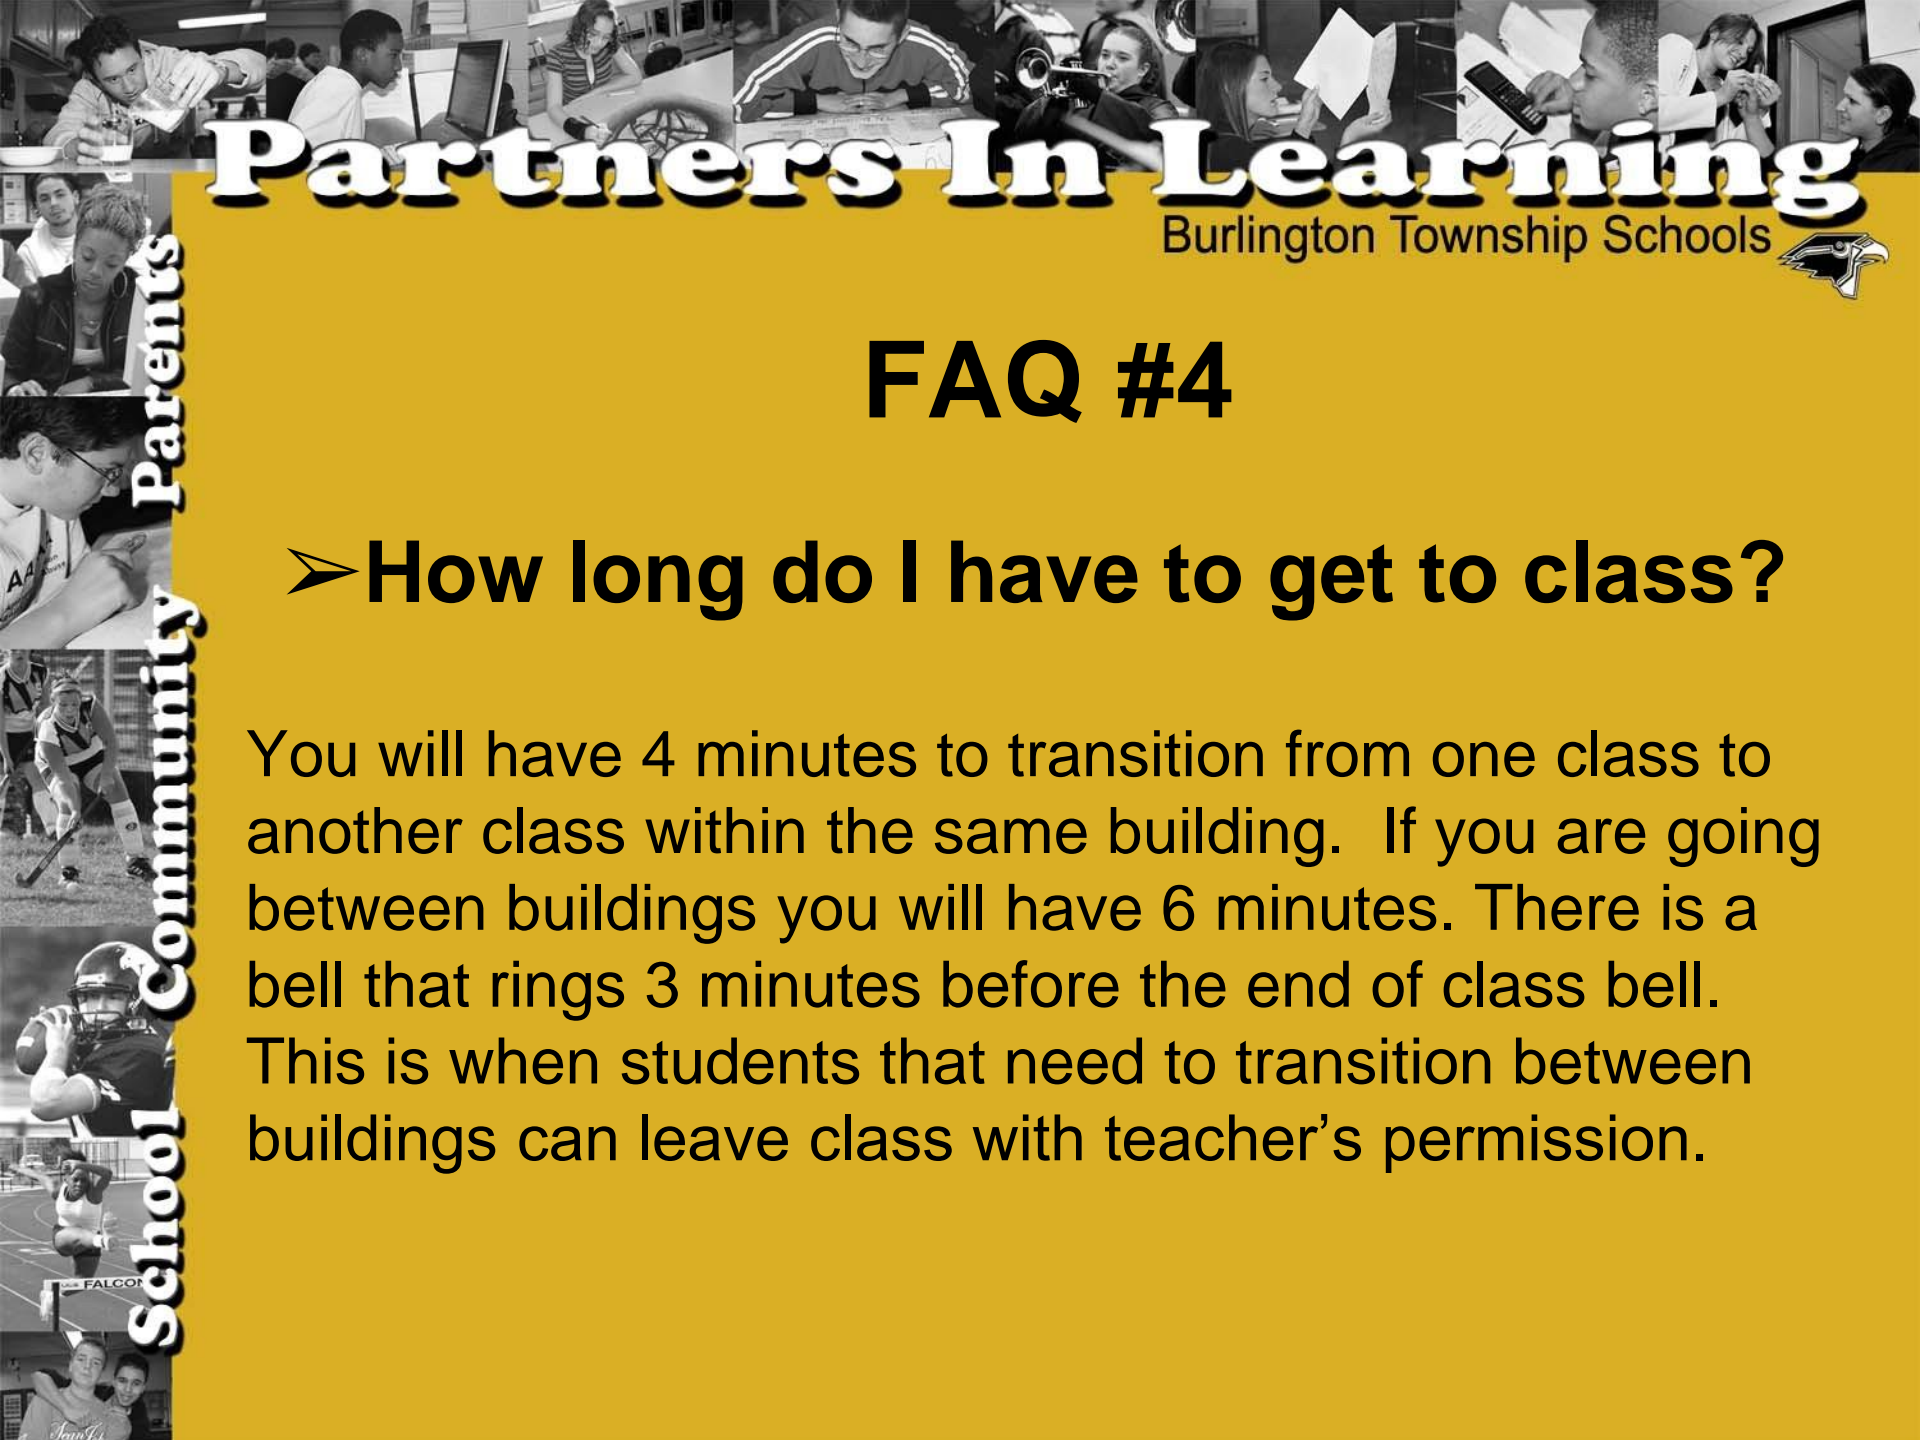 Partners In Learning
Burlington Township Schools
Parents
Community
School
FAQ #4
➢How long do I have to get to class?
You will have 4 minutes to transition from one class to
another class within the same building.  If you are going
between buildings you will have 6 minutes. There is a
bell that rings 3 minutes before the end of class bell.
This is when students that need to transition between
buildings can leave class with teacher’s permission.
FALCON